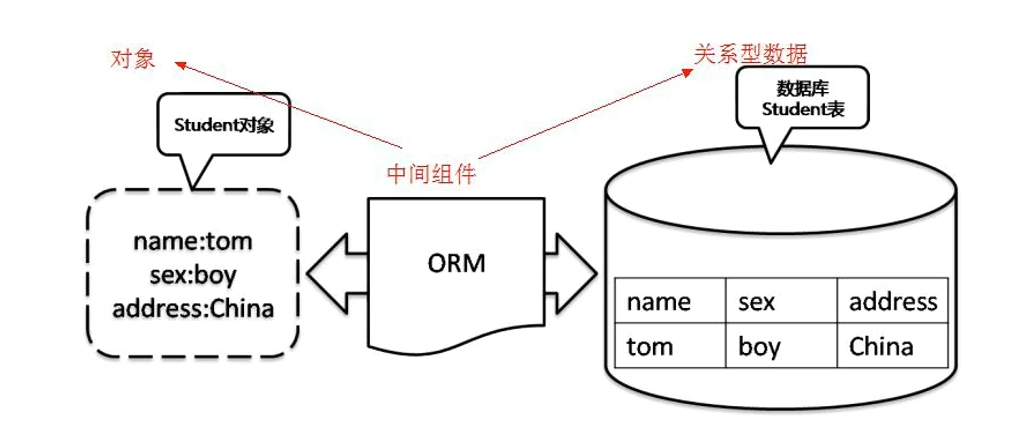 对象
关系型数据
Student对象
数据库
Student表
中间组件
name:tom
sex:boy
address:China
ORM
name sex address
tom boy China